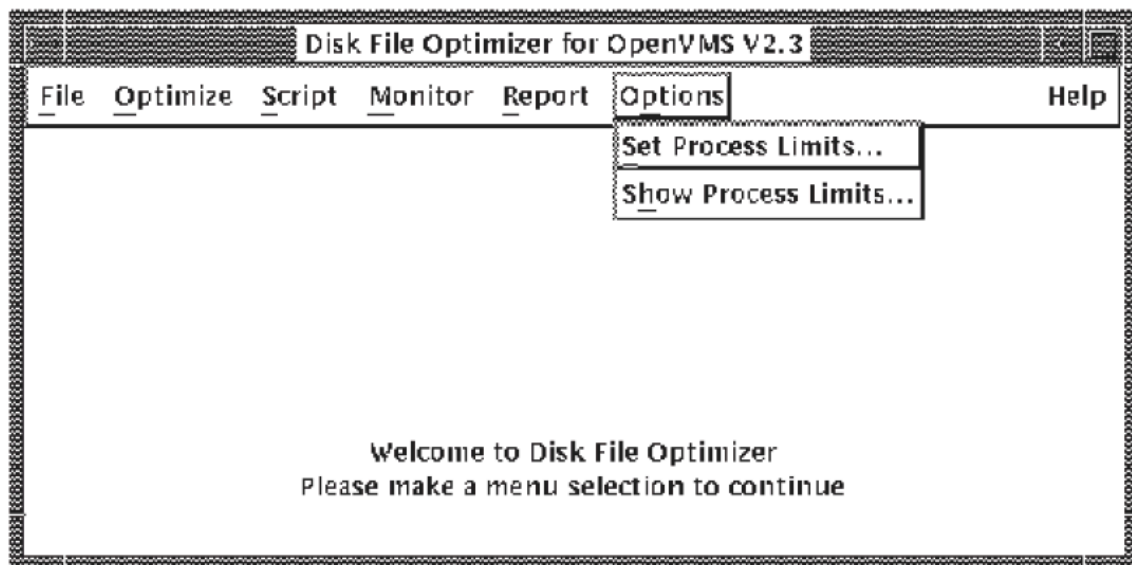 Disk File Optimizer for OpenVMS V2.3
File Optimize Script Monitor Report Options Help
Set Process Limits...
Show Process Limits...
Welcome to Disk File Optimizer
Please make a menu selection to continue